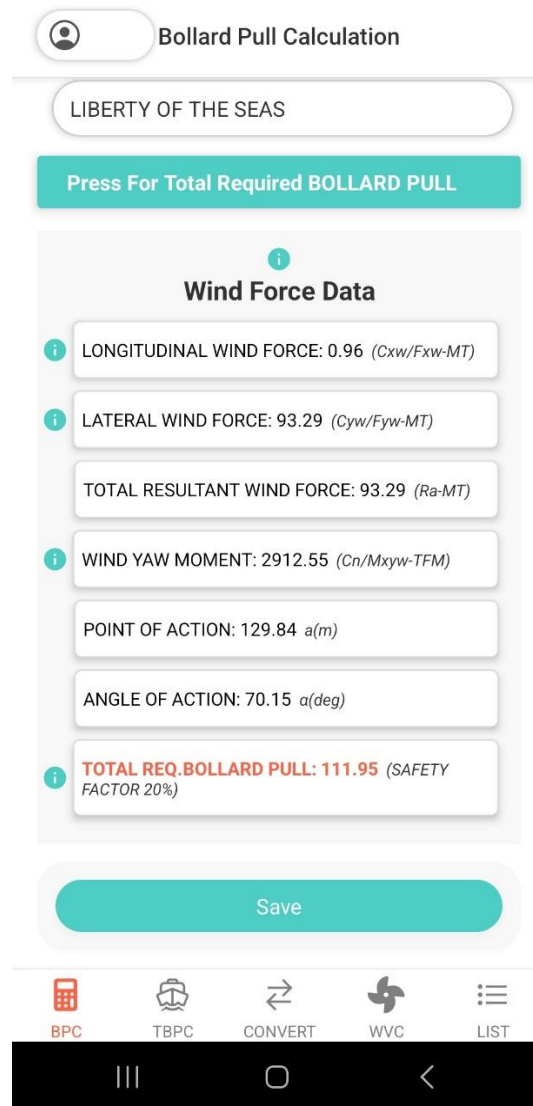 Bollard Pull Calculation
LIBERTY OF THE SEAS
Press For Total Required BOLLARD PULL
Wind Force Data
LONGITUDINAL WIND FORCE: 0.96 (Cxw/Fxw-MT)
LATERAL WIND FORCE: 93.29 (Cyw/Fyw-MT)
TOTAL RESULTANT WIND FORCE: 93.29 (Ra-MT)
WIND YAW MOMENT: 2912.55 (Cn/Mxyw-TFM)
POINT OF ACTION: 129.84 a(m)
ANGLE OF ACTION: 70.15 a(deg)
TOTAL REQ.BOLLARD PULL: 111.95 (SAFETY
FACTOR 20%)
Save
BPC TBPC CONVERT WVC LIST